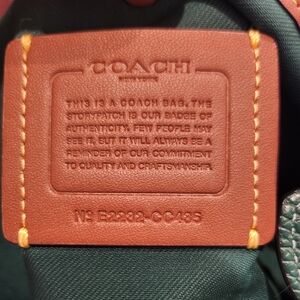 COACH
NEW YORK
THIS IS A COACH BAG. THE
STORYPATCH IS OUR BADGE OF
AUTHENTICITY. FEW PEOPLE MAY
SEE IT, BUT IT WILL ALWAYS BE A
REMINDER OF OUR COMMITMENT
TO QUALITY AND CRAFTSMANSHIP.
Nº E2232-CC435